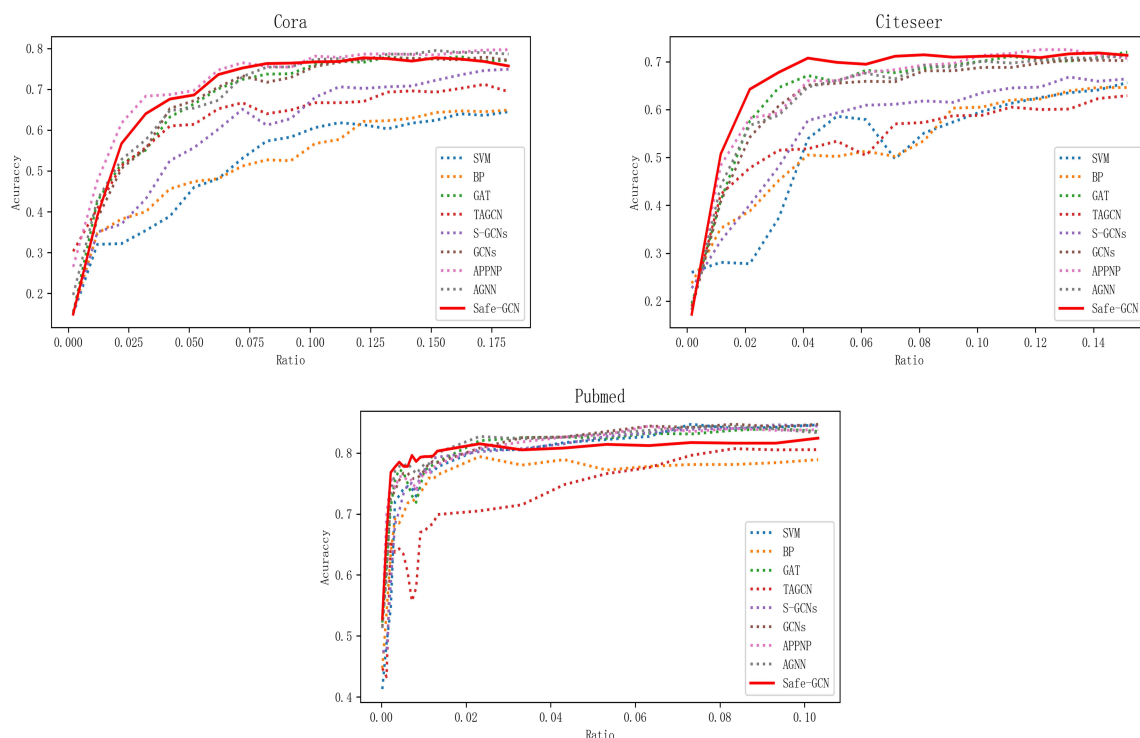 Cora
0.8
0.7
0.6
0.5
0.4
0.3
0.2
Acuraccy
SVM
BP
GAT
TAGCN
S-GCNs
GCNs
APPNP
AGNN
Safe-GCN
0.000 0.025 0.050 0.075 0.100 0.125 0.150 0.175
Ratio
Citeseer
0.7
0.6
0.5
0.4
0.3
0.2
Acuraccy
SVM
BP
GAT
TAGCN
S-GCNs
GCNs
APPNP
AGNN
Safe-GCN
0.00 0.02 0.04 0.06 0.08 0.10 0.12 0.14
Ratio
Pubmed
0.8
0.7
0.6
0.5
0.4
Acuraccy
SVM
BP
GAT
TAGCN
S-GCNs
GCNs
APPNP
AGNN
Safe-GCN
0.00 0.02 0.04 0.06 0.08 0.10
Ratio